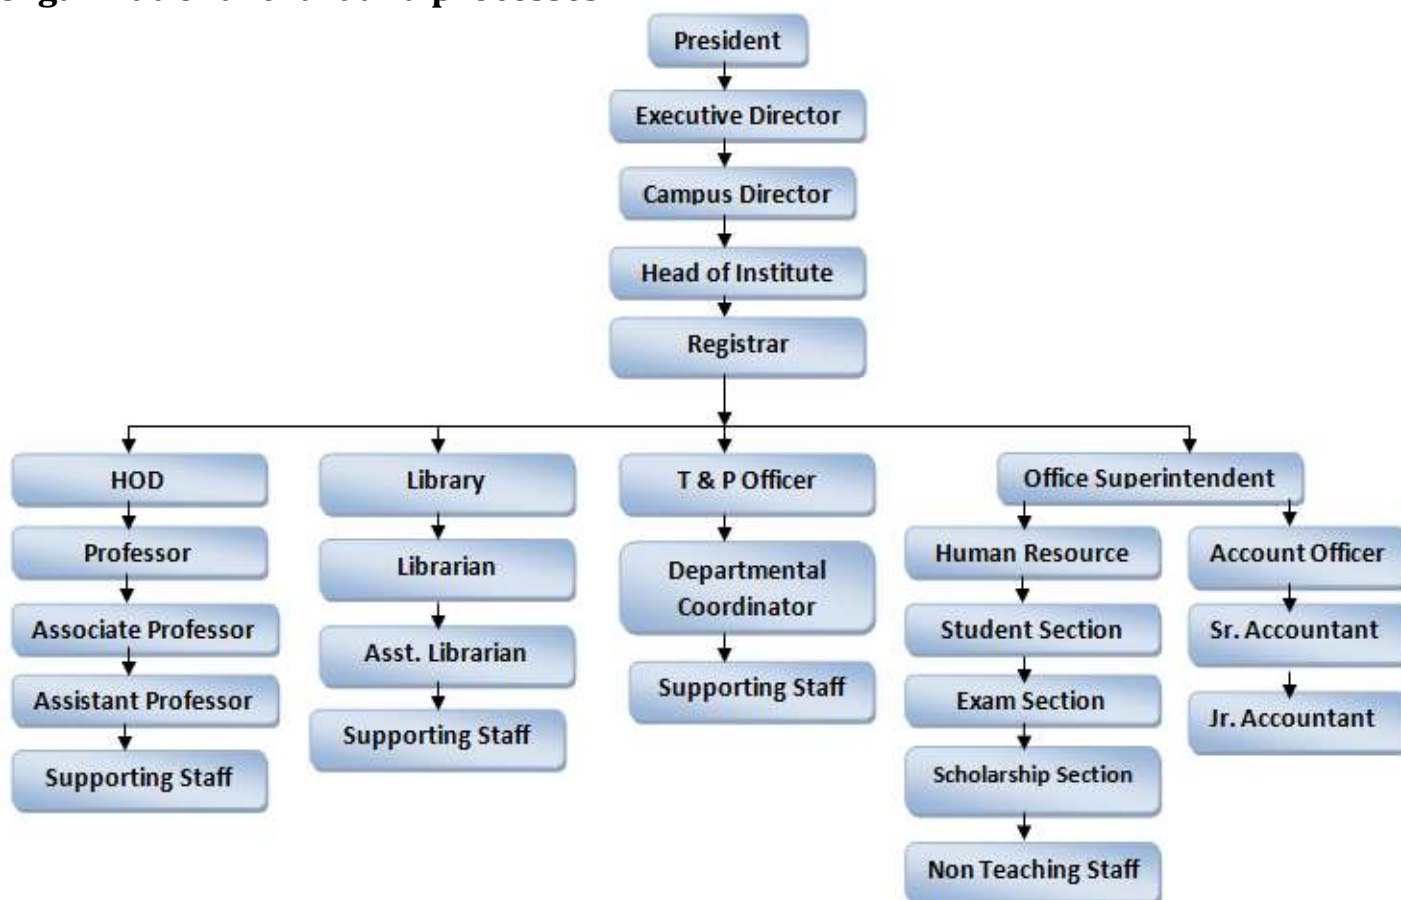 President
Executive Director
Campus Director
Head of Institute
Registrar
HOD
Library
T & P Officer
Office Superintendent
Professor
Librarian
Departmental
Coordinator
Human Resource
Account Officer
Associate Professor
Asst. Librarian
Student Section
Sr. Accountant
Assistant Professor
Supporting Staff
Supporting Staff
Exam Section
Jr. Accountant
Supporting Staff
Scholarship Section
Non Teaching Staff